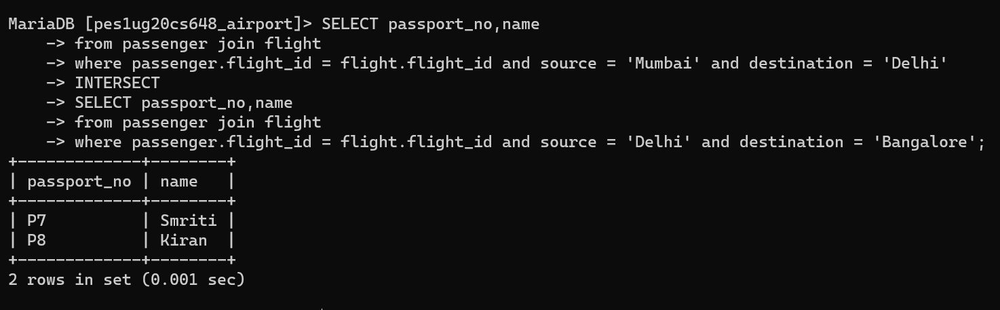 MariaDB [pes1ug20cs648_airport]> SELECT passport_no,name
    -> from passenger join flight
    -> where passenger.flight_id = flight.flight_id and source = 'Mumbai' and destination = 'Delhi'
    -> INTERSECT
    -> SELECT passport_no,name
    -> from passenger join flight
    -> where passenger.flight_id = flight.flight_id and source = 'Delhi' and destination = 'Bangalore';
+-------------+--------+
| passport_no | name   |
+-------------+--------+
| P7          | Smriti |
| P8          | Kiran  |
+-------------+--------+
2 rows in set (0.001 sec)